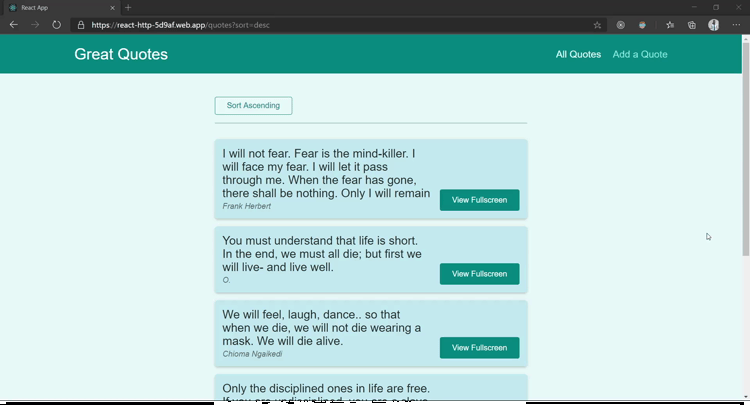 React App
https://react-http-5d9af.web.app/quotes?sort=desc
Great Quotes
All Quotes
Add a Quote
Sort Ascending
I will not fear. Fear is the mind-killer. I
will face my fear. I will let it pass
through me. When the fear has gone,
there shall be nothing. Only I will remain
Frank Herbert
View Fullscreen
You must understand that life is short.
In the end, we must all die; but first we
will live- and live well.
O.
View Fullscreen
We will feel, laugh, dance.. so that
when we die, we will not die wearing a
mask. We will die alive.
Chioma Ngaikedi
View Fullscreen
Only the disciplined ones in life are free.